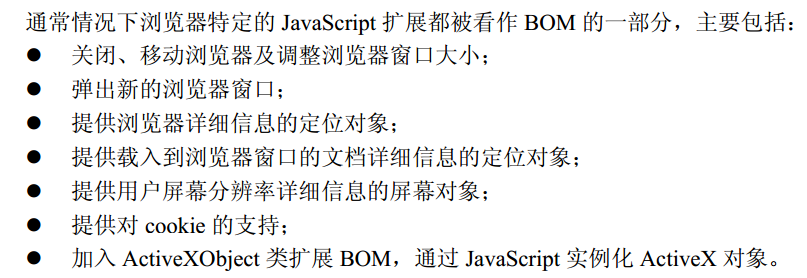 通常情况下浏览器特定的 JavaScript 扩展都被看作 BOM 的一部分，主要包括:
● 关闭、移动浏览器及调整浏览器窗口大小；
● 弹出新的浏览器窗口；
● 提供浏览器详细信息的定位对象；
● 提供载入到浏览器窗口的文档详细信息的定位对象；
● 提供用户屏幕分辨率详细信息的屏幕对象；
● 提供对 cookie 的支持；
● 加入 ActiveXObject 类扩展 BOM，通过 JavaScript 实例化 ActiveX 对象。